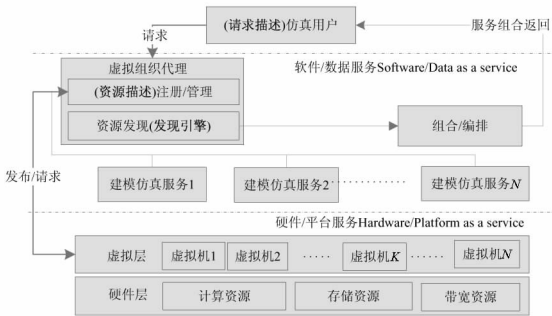 (请求描述)仿真用户
请求
服务组合返回
虚拟组织代理
软件/数据服务Software/Data as a service
(资源描述)注册/管理
资源发现(发现引擎)
组合/编排
发布/请求
建模仿真服务1
建模仿真服务2
建模仿真服务N
硬件/平台服务Hardware/Platform as a service
虚拟层
虚拟机1
虚拟机2
·····
虚拟机K
······
虚拟机N
硬件层
计算资源
存储资源
带宽资源